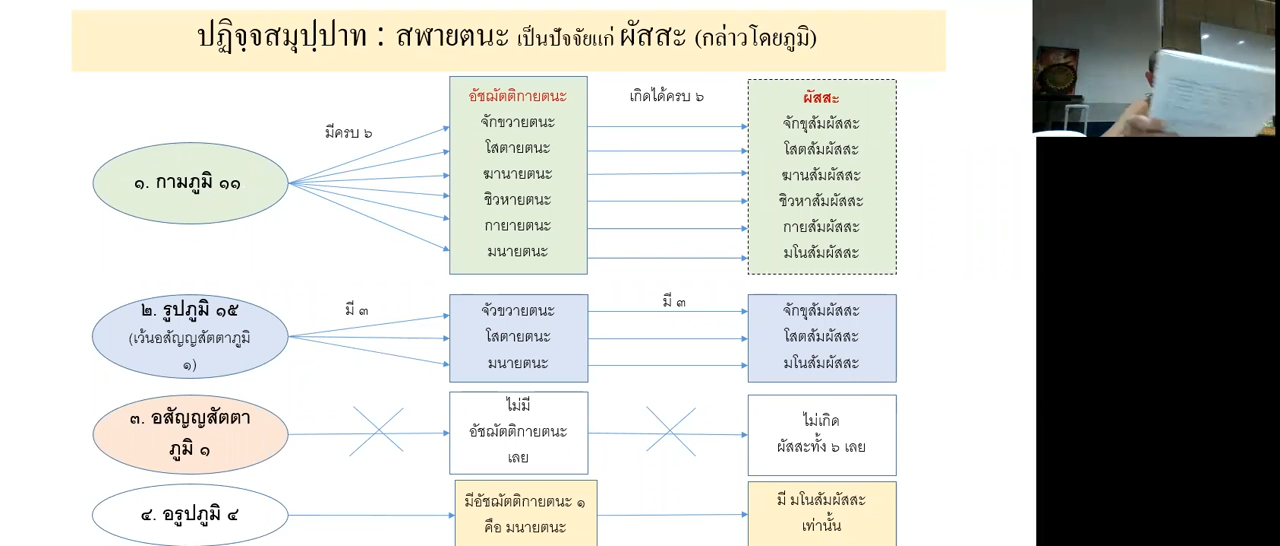 ปฏิจฺจสมุปฺปาท : สฬายตนะ เป็นปัจจัยแก่ ผัสสะ (กล่าวโดยภูมิ)
๑. กามภูมิ ๑๑
มีครบ ๖
อัชฌัตติกายตนะ
จักขวายตนะ
โสตายตนะ
ฆานายตนะ
ชิวหายตนะ
กายายตนะ
มนายตนะ
เกิดได้ครบ ๖
ผัสสะ
จักขุสัมผัสสะ
โสตสัมผัสสะ
ฆานสัมผัสสะ
ชิวหาสัมผัสสะ
กายสัมผัสสะ
มโนสัมผัสสะ
๒. รูปภูมิ ๑๕
(เว้นอสัญญสัตตาภูมิ
๑)
มี ๓
จัวขวายตนะ
โสตายตนะ
มนายตนะ
มี ๓
จักขุสัมผัสสะ
โสตสัมผัสสะ
มโนสัมผัสสะ
๓. อสัญญสัตตา
ภูมิ ๑
ไม่มี
อัชฌัตติกายตนะ
เลย
ไม่เกิด
ผัสสะทั้ง ๖ เลย
๔. อรูปภูมิ ๔
มีอัชฌัตติกายตนะ ๑
คือ มนายตนะ
มี มโนสัมผัสสะ
เท่านั้น